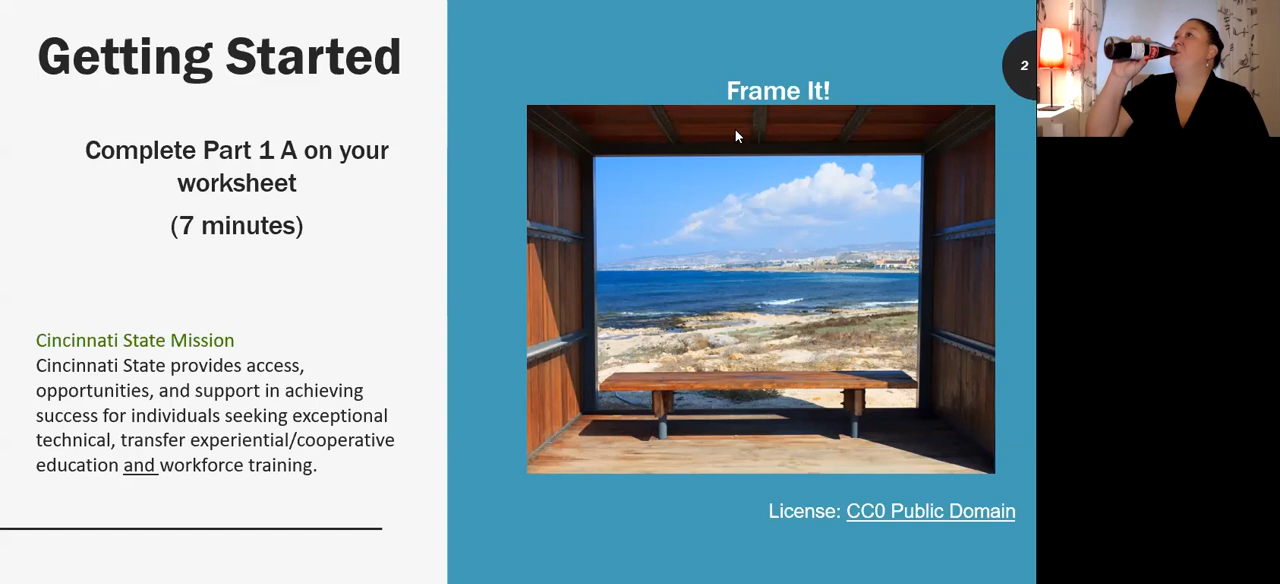 Getting Started
Complete Part 1 A on your
worksheet
(7 minutes)
Cincinnati State Mission
Cincinnati State provides access,
opportunities, and support in achieving
success for individuals seeking exceptional
technical, transfer experiential/cooperative
education and workforce training.
Frame It!
License: CC0 Public Domain
2